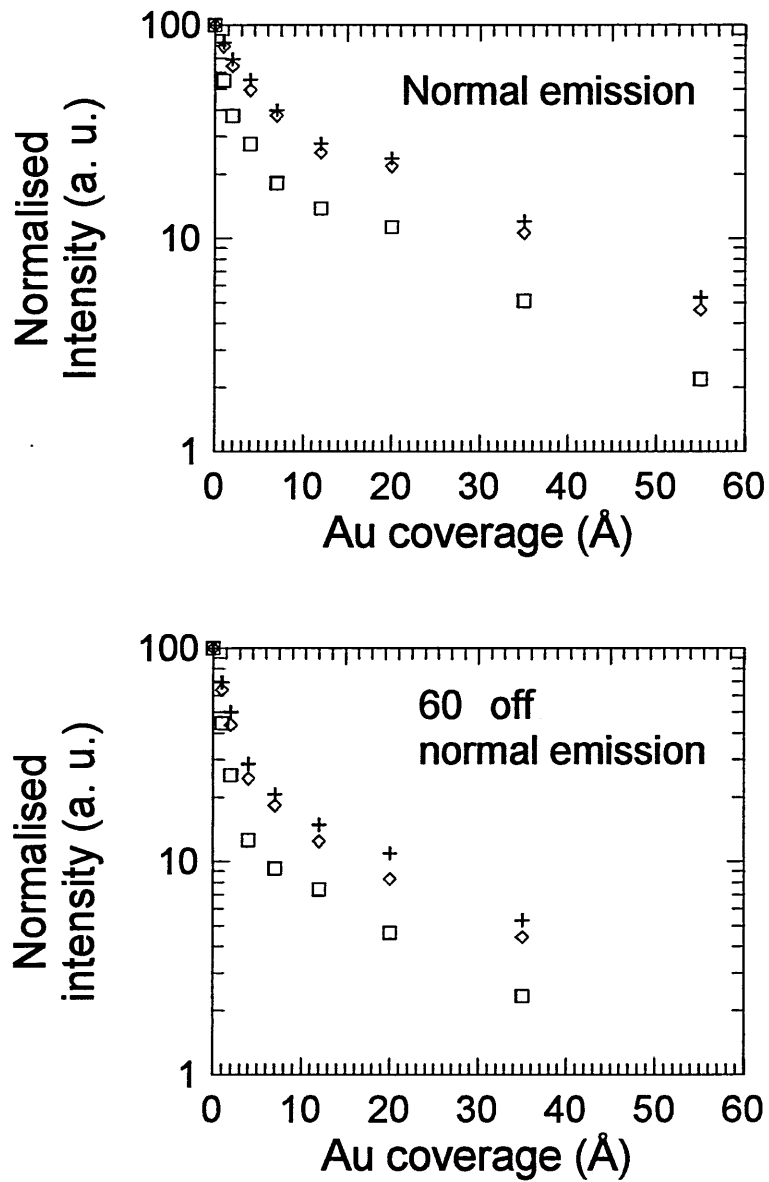 100
10
1
Normalised
Intensity (a. u.)
Normal emission
0 10 20 30 40 50 60
Au coverage (Å)
100
10
1
Normalised
intensity (a. u.)
60 off
normal emission
0 10 20 30 40 50 60
Au coverage (Å)